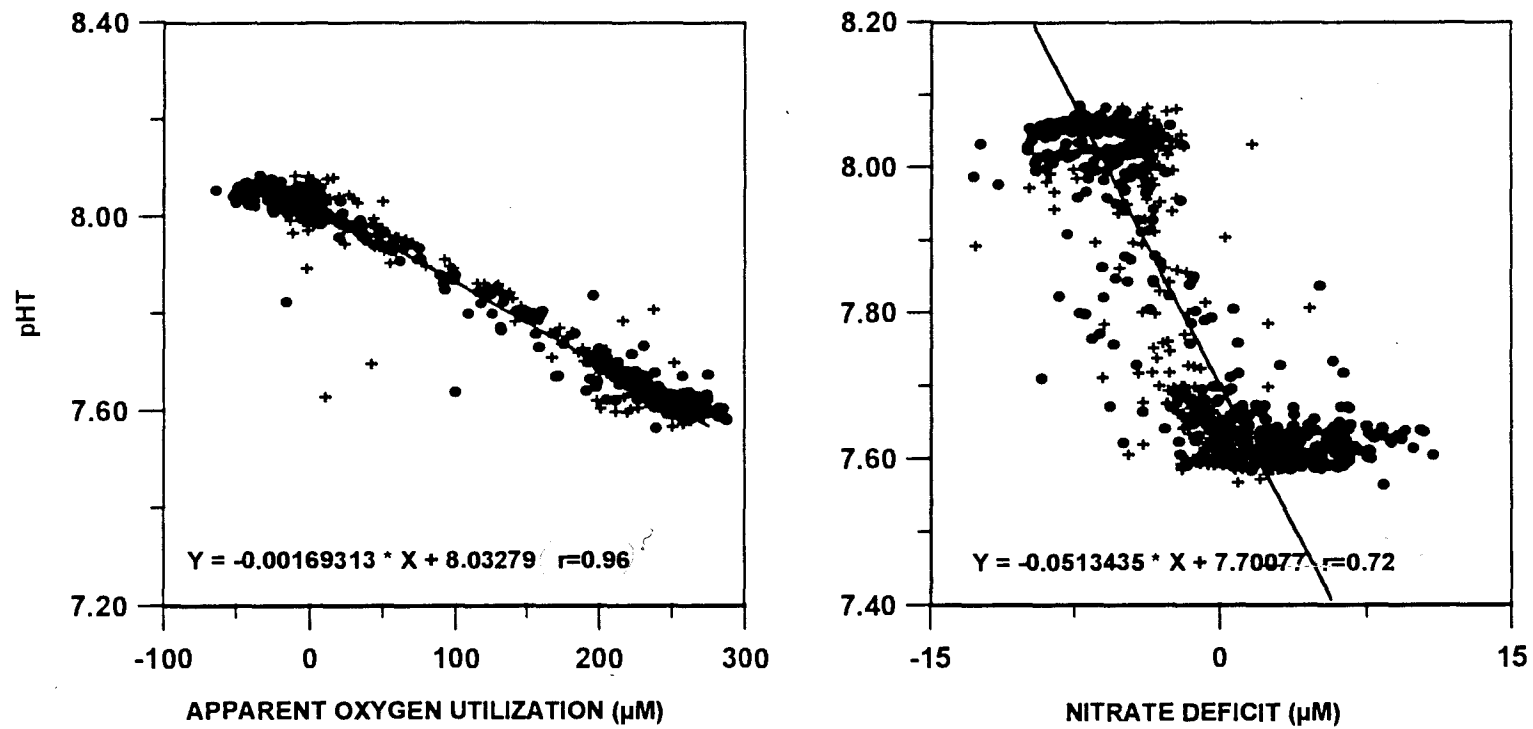 8.40
8.00
7.60
7.20
pHT
Y = -0.00169313 * X + 8.03279 r=0.96
-100 0 100 200 300
APPARENT OXYGEN UTILIZATION (µM)
8.20
8.00
7.80
7.60
7.40
Y = -0.0513435 * X + 7.70077 r=0.72
-15 0 15
NITRATE DEFICIT (µM)